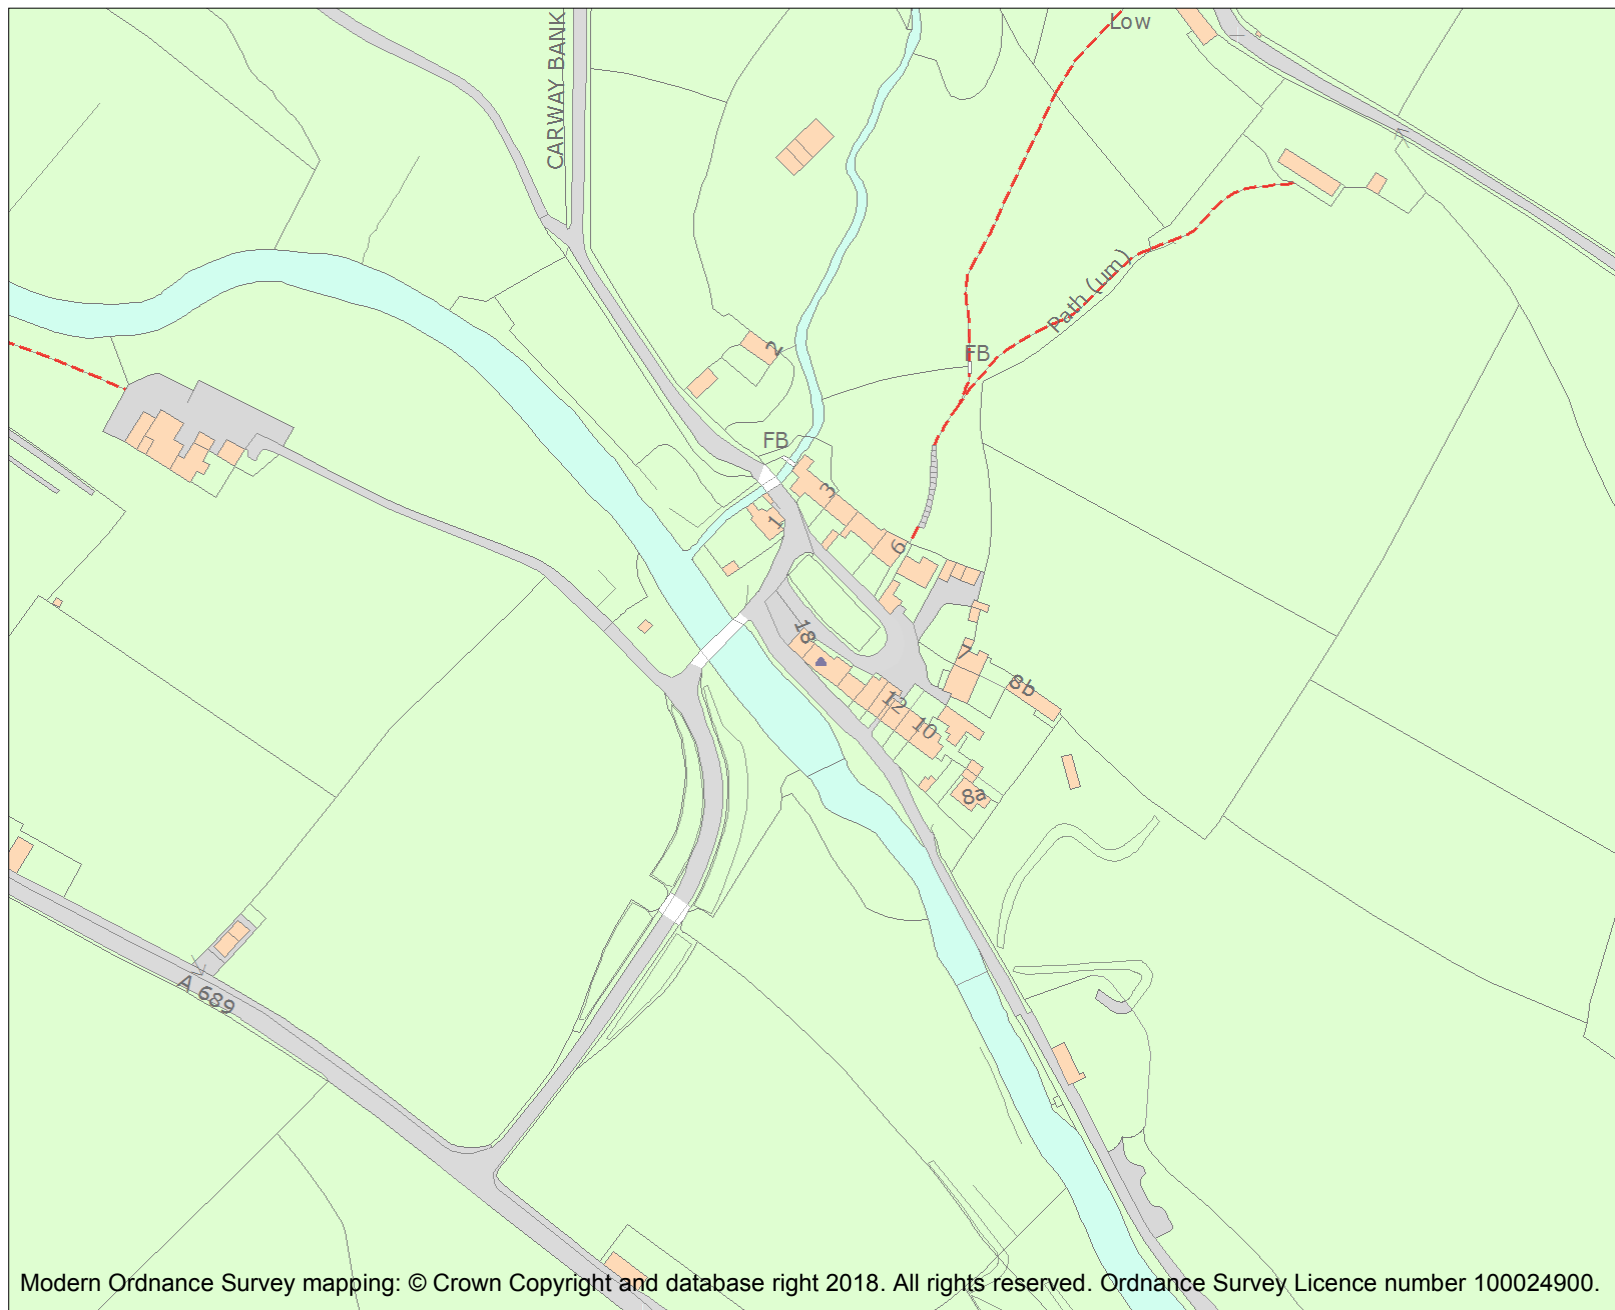 Low
CARWAY BANK
Path (um)
FB
2
FB
3
1
6
18
7
8b
12
10
8a
A 689
Modern Ordnance Survey mapping: © Crown Copyright and database right 2018. All rights reserved. Ordnance Survey Licence number 100024900.